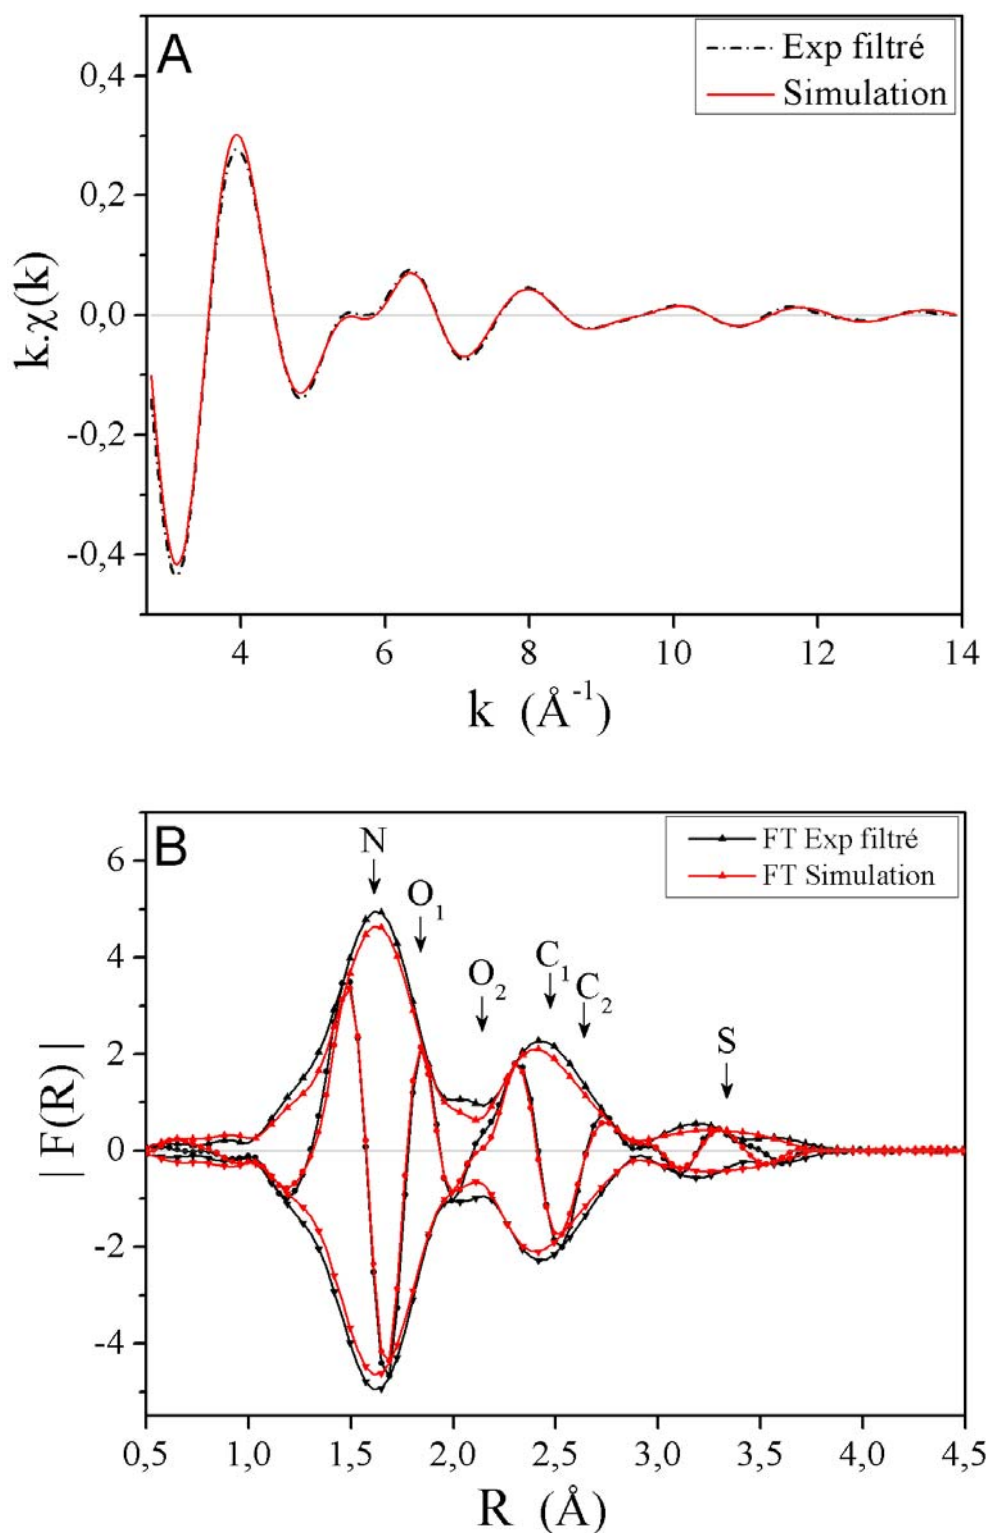 A
Exp filtré
Simulation
0,4
0,2
0,0
-0,2
-0,4
k.χ(k)
4 6 8 10 12 14
k (Å⁻¹)
B
FT Exp filtré
FT Simulation
N
O₁
O₂
C₁
C₂
S
6
4
2
0
-2
-4
| F(R) |
0,5 1,0 1,5 2,0 2,5 3,0 3,5 4,0 4,5
R (Å)